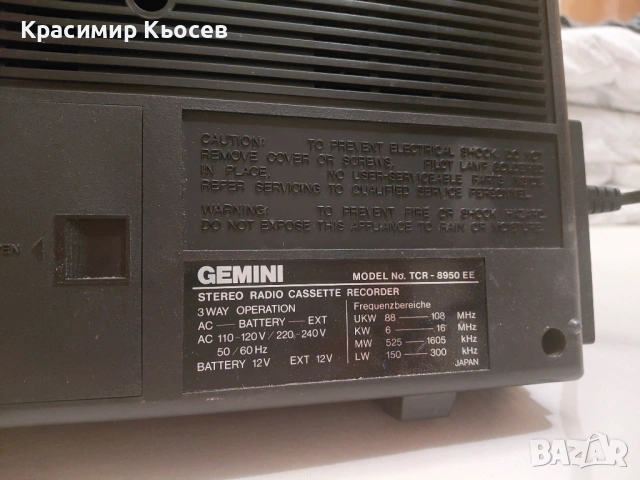 Красимир Кьосев
CAUTION: TO PREVENT ELECTRICAL SHOCK, DO NOT
REMOVE COVER OR SCREWS. PILOT LAMP SOLDERED
IN PLACE. NO USER-SERVICEABLE PARTS INSIDE.
REFER SERVICING TO QUALIFIED SERVICE PERSONNEL.
WARNING: TO PREVENT FIRE OR SHOCK HAZARD,
DO NOT EXPOSE THIS APPLIANCE TO RAIN OR MOISTURE.
GEMINI MODEL No. TCR - 8950 EE
STEREO RADIO CASSETTE RECORDER
3 WAY OPERATION
AC — BATTERY — EXT
AC 110-120V / 220-240V
50 / 60 Hz
BATTERY 12V EXT 12V
Frequenzbereiche
UKW 88 — 108 MHz
KW 6 — 16 MHz
MW 525 — 1605 kHz
LW 150 — 300 kHz
JAPAN
BAZAR